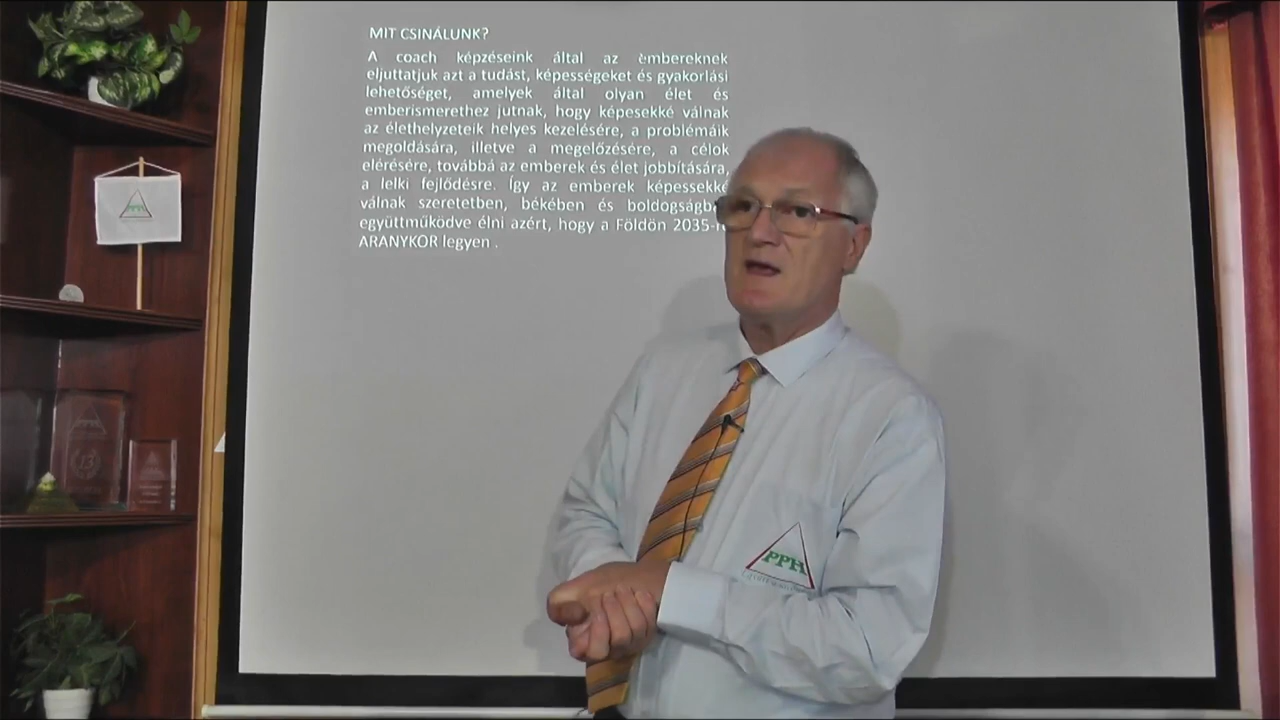 MIT CSINÁLUNK?
A coach képzéseink által az embereknek
eljuttatjuk azt a tudást, képességeket és gyakorlási
lehetőséget, amelyek által olyan élet és
emberismerethez jutnak, hogy képesekké válnak
az élethelyzeteik helyes kezelésére, a problémáik
megoldására, illetve a megelőzésére, a célok
elérésére, továbbá az emberek és élet jobbítására,
a lelki fejlődésre. Így az emberek képessekké
válnak szeretetben, békében és
együttműködve élni azért, hogy a Földön
ARANYKOR legyen .
PPH
PPH
13